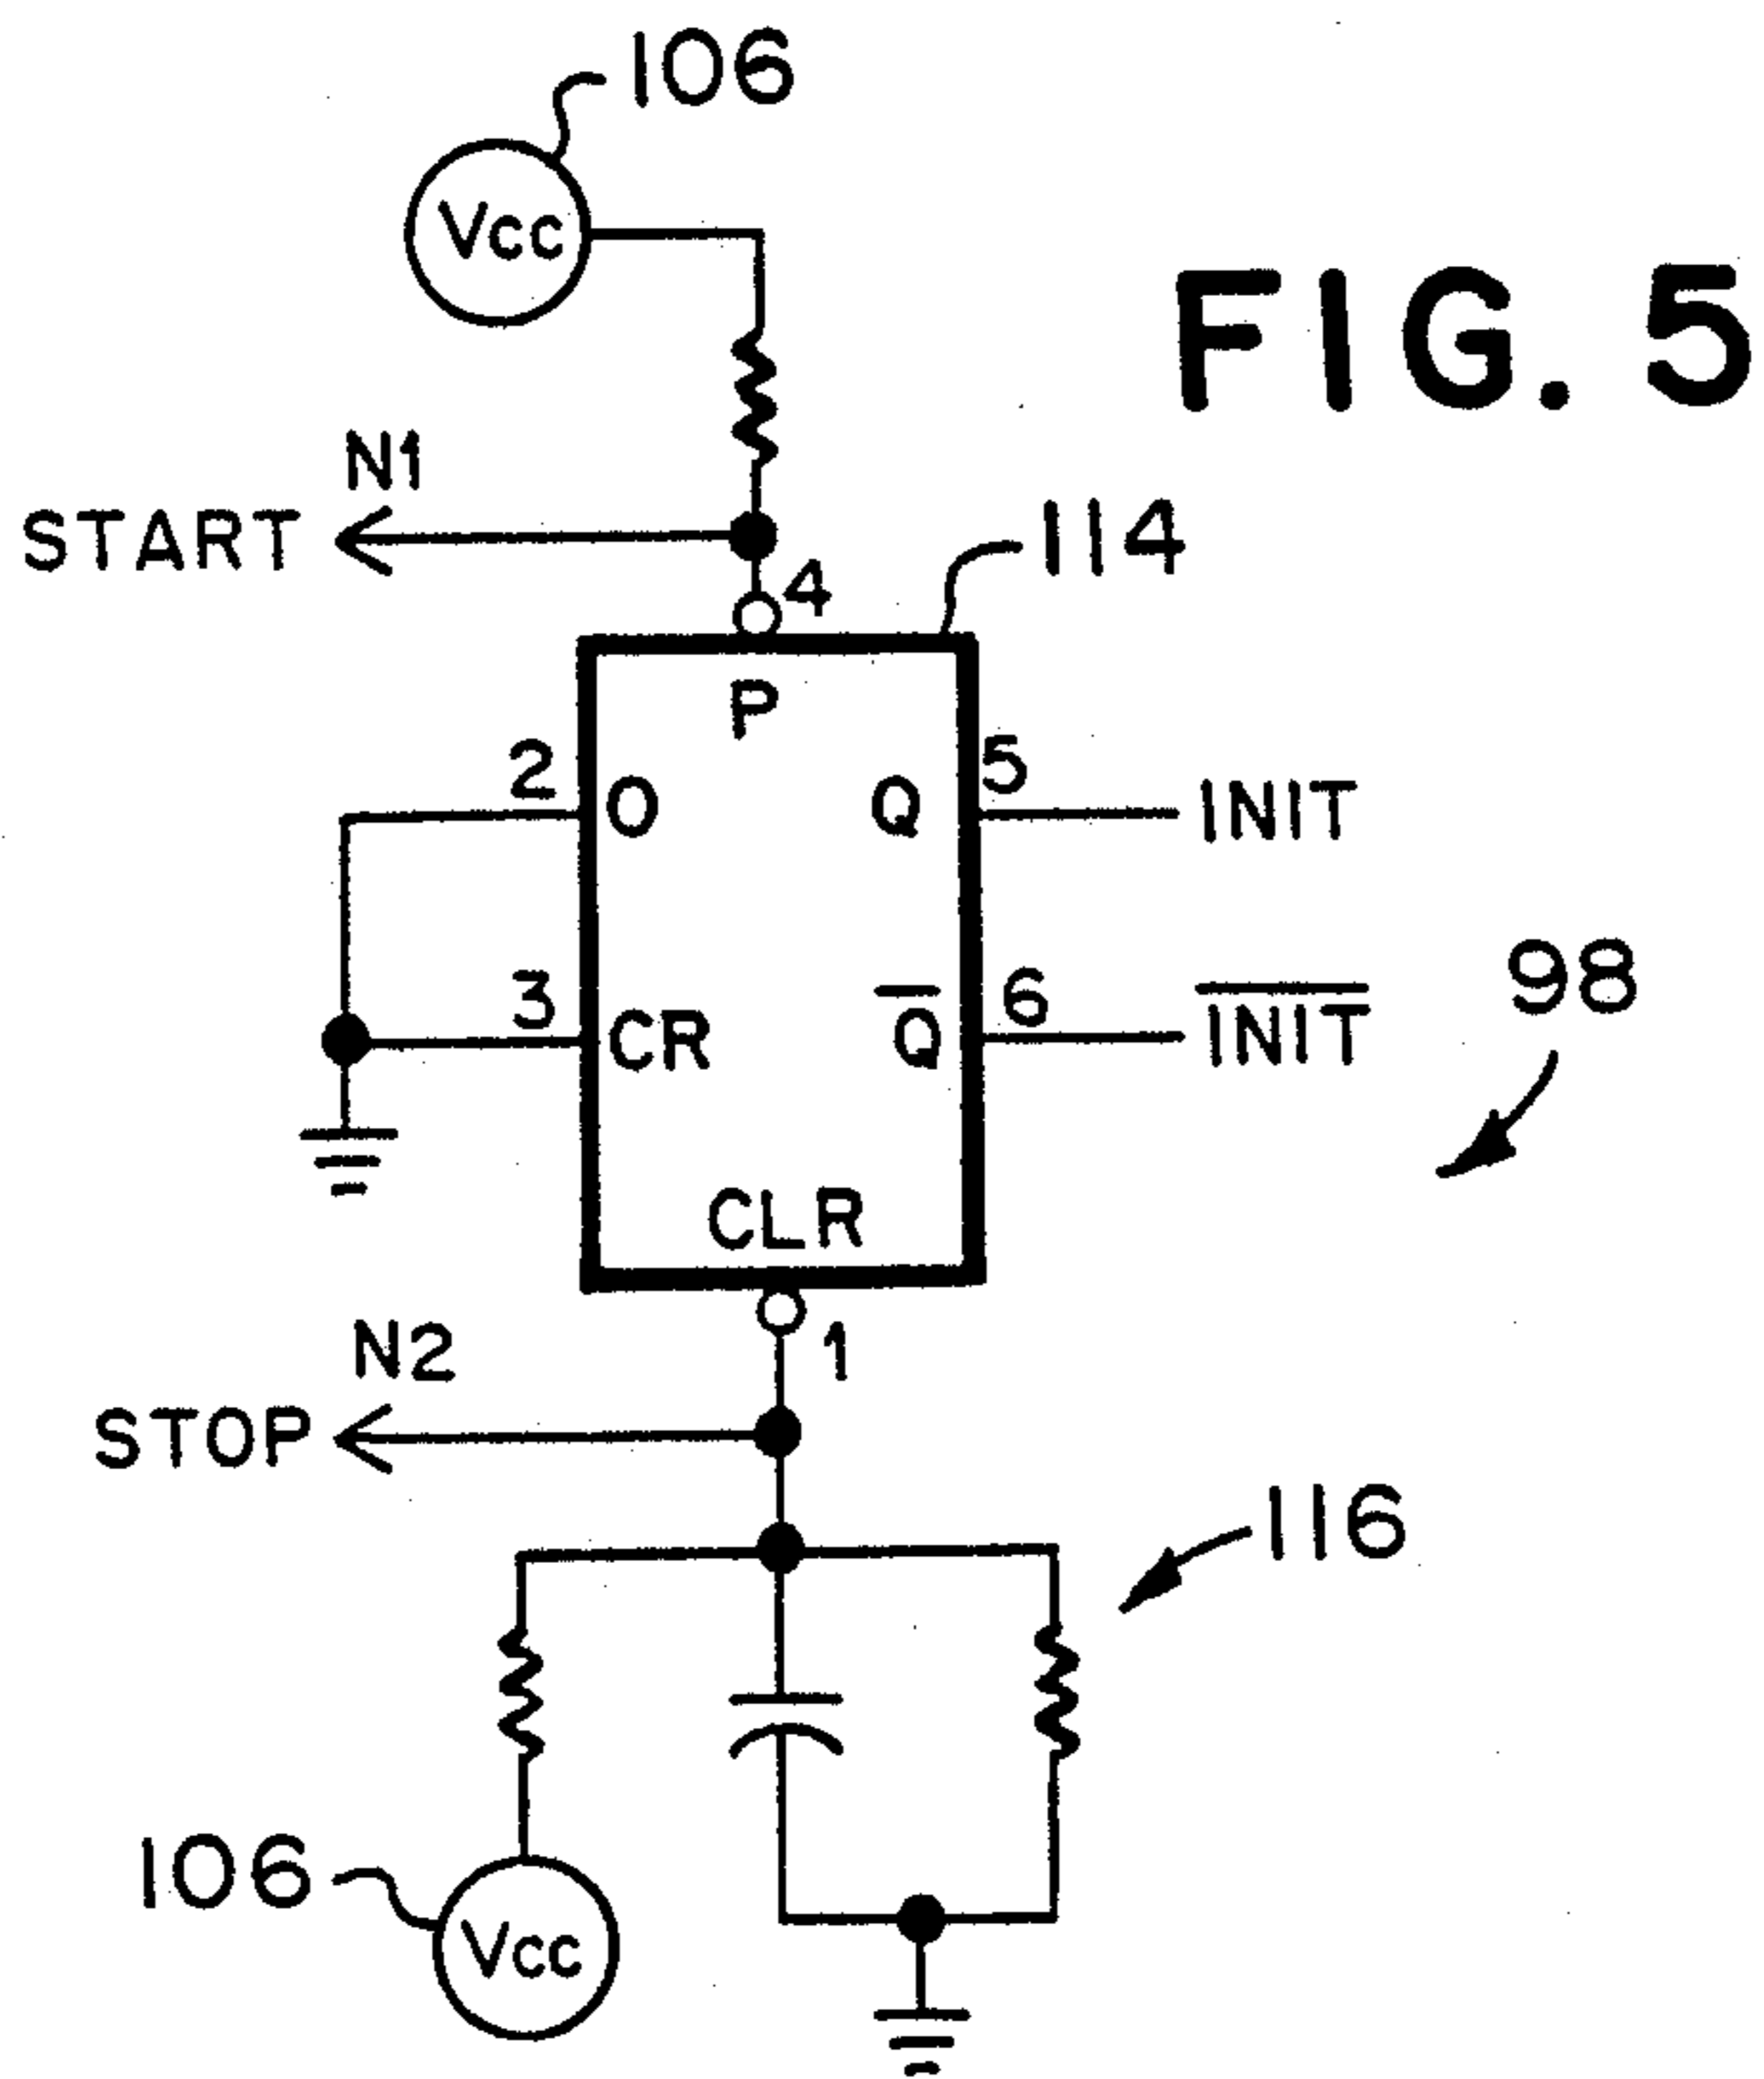 106
Vcc
FIG. 5
N1
START
114
4
P
2
O
Q
5
INIT
3
CR
Q̅
6
I̅N̅I̅T̅
98
CLR
1
N2
STOP
116
106
Vcc